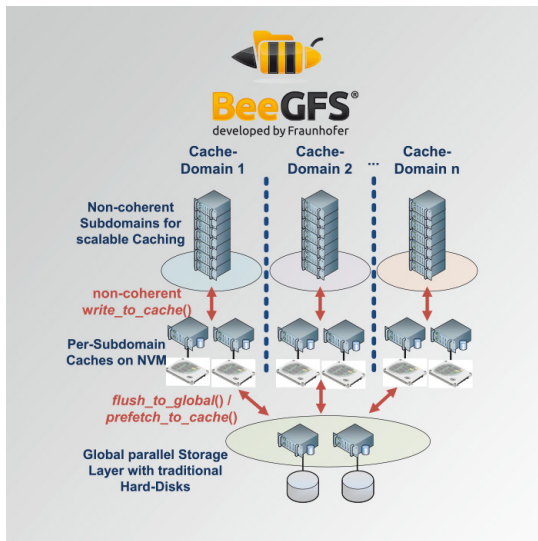 BeeGFS®
developed by Fraunhofer
Cache-
Domain 1
Cache-
Domain 2
...
Cache-
Domain n
Non-coherent
Subdomains for
scalable Caching
non-coherent
write_to_cache()
Per-Subdomain
Caches on NVM
flush_to_global() /
prefetch_to_cache()
Global parallel Storage
Layer with traditional
Hard-Disks